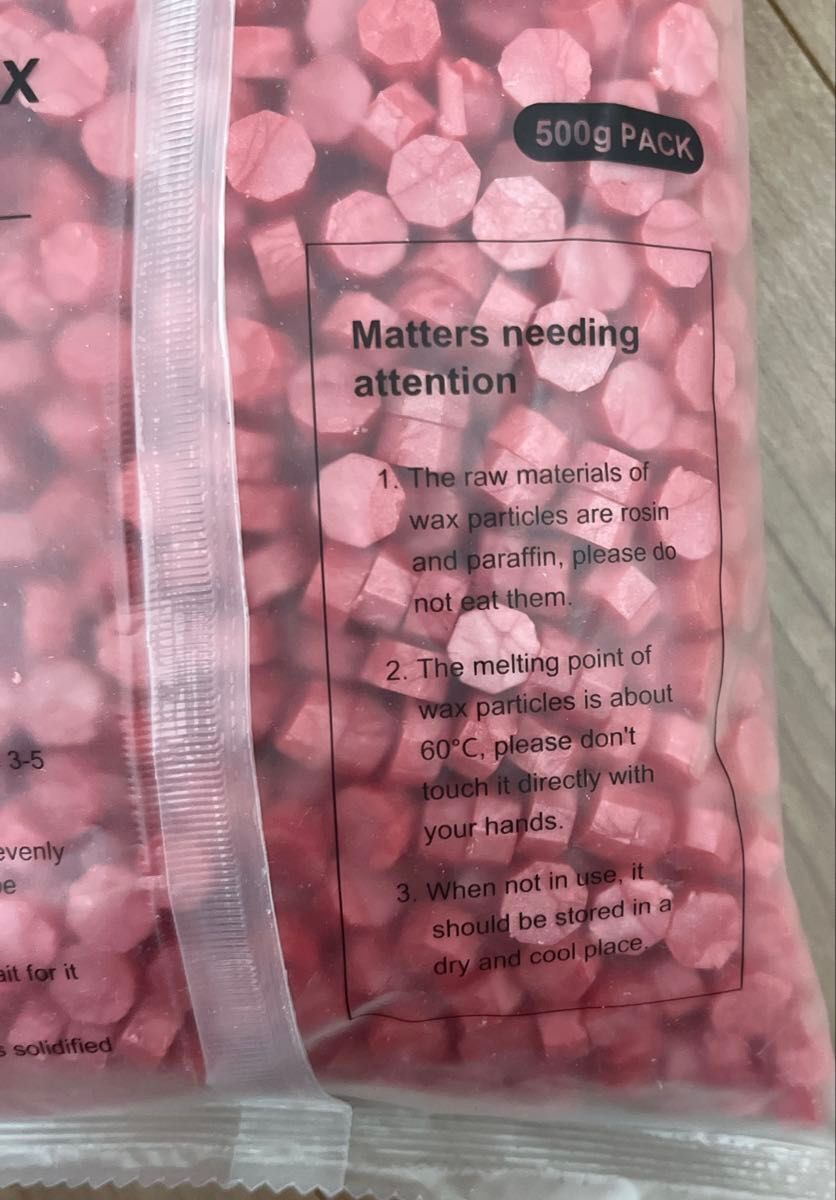 X
500g PACK
Matters needing
attention
1. The raw materials of
wax particles are rosin
and paraffin, please do
not eat them.
2. The melting point of
wax particles is about
60°C, please don't
touch it directly with
your hands.
3. When not in use, it
should be stored in a
dry and cool place.
3-5
evenly
ait for it
solidified